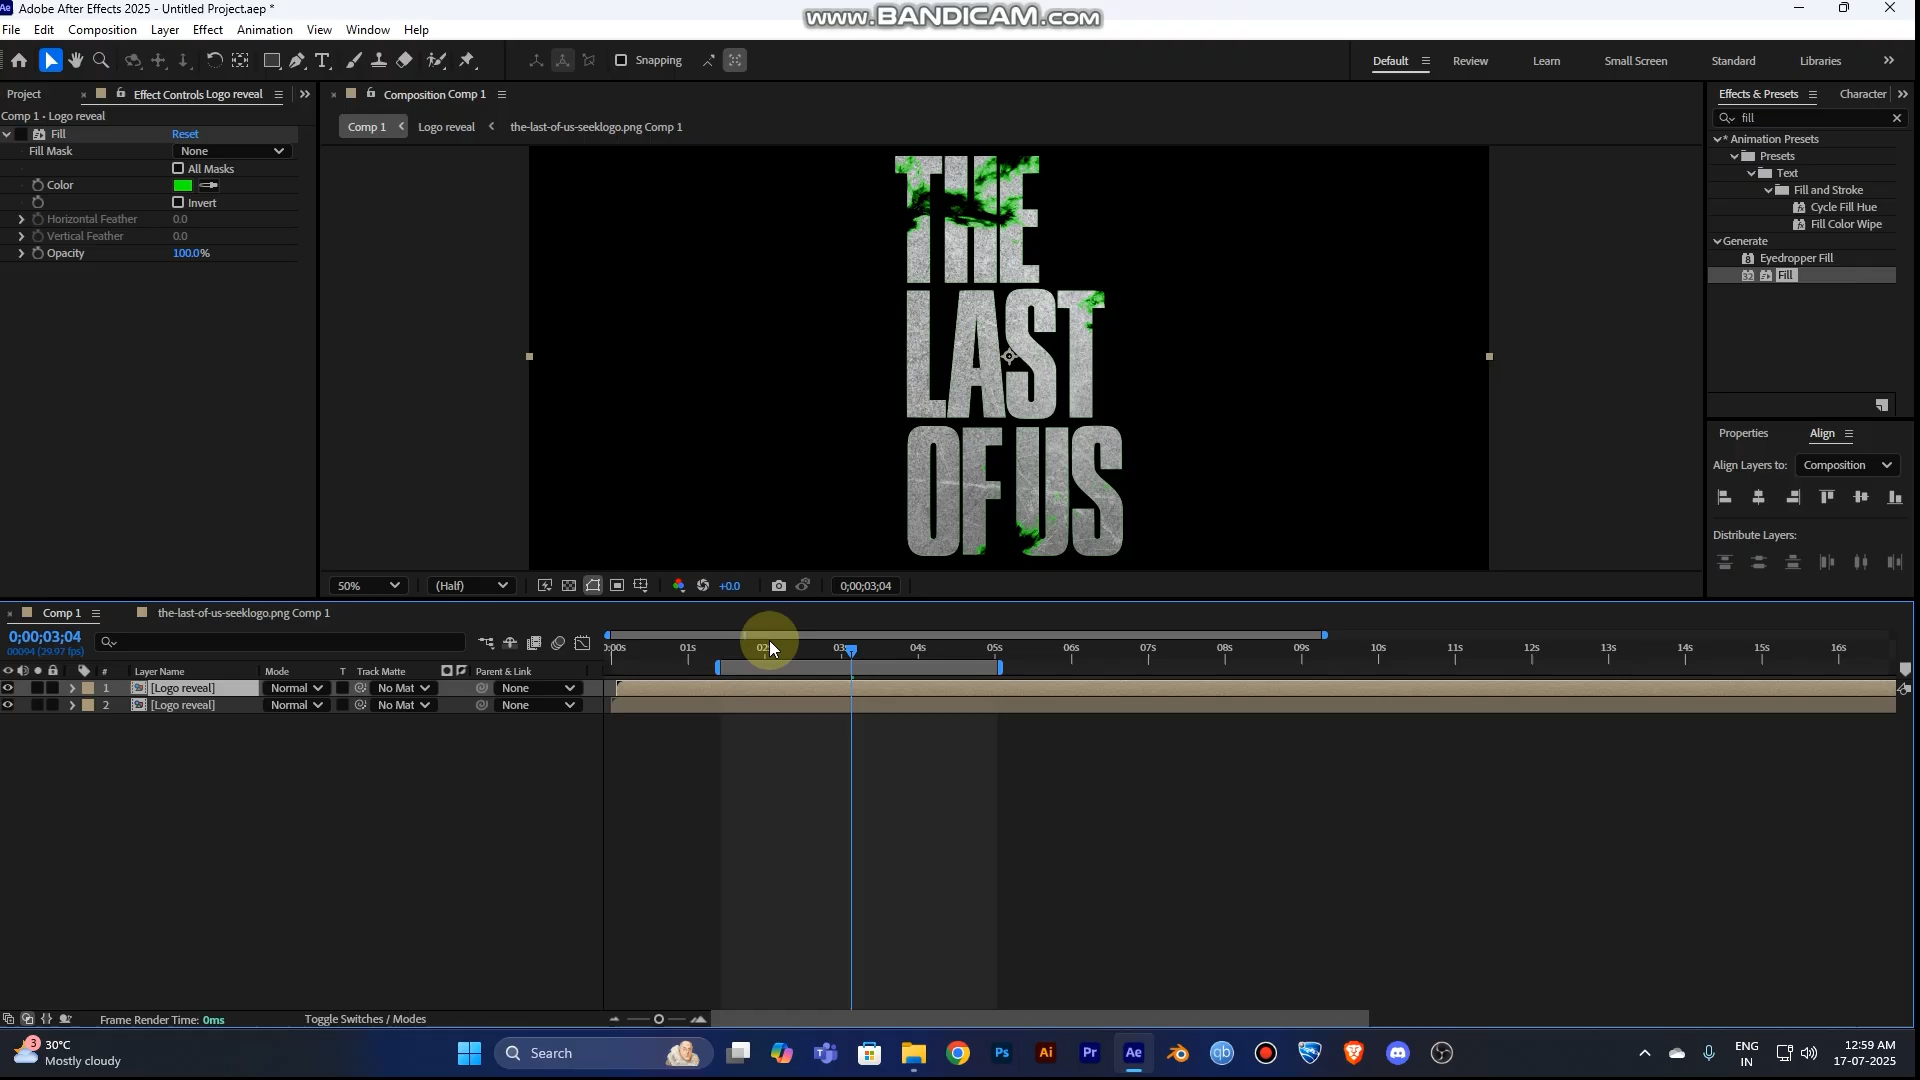 Adobe After Effects 2025 - Untitled Project.aep *
www.BANDICAM.com
File Edit Composition Layer Effect Animation View Window Help
Snapping
Default Review Learn Small Screen Standard Libraries
Project Effect Controls Logo reveal
Composition Comp 1
Effects & Presets Character
Comp 1 • Logo reveal
Comp 1 Logo reveal the-last-of-us-seeklogo.png Comp 1
fill
Fill Reset
Fill Mask None
All Masks
Color
Invert
Horizontal Feather 0.0
Vertical Feather 0.0
Opacity 100.0%
* Animation Presets
Presets
Text
Fill and Stroke
Cycle Fill Hue
Fill Color Wipe
Generate
Eyedropper Fill
Fill
THE
LAST
OF US
Properties Align
Align Layers to: Composition
Distribute Layers:
50% (Half) +0.0 0;00;03;04
Comp 1 the-last-of-us-seeklogo.png Comp 1
0;00;03;04
00094 (29.97 fps)
01s 04s 05s 06s 07s 08s 09s 10s 11s 12s 13s 14s 15s 16s
# Layer Name Mode T Track Matte Parent & Link
1 [Logo reveal] Normal No Mat None
2 [Logo reveal] Normal No Mat None
Frame Render Time: 0ms Toggle Switches / Modes
3
30°C
Mostly cloudy
Search
Ps Ai Pr Ae qb
ENG
IN
12:59 AM
17-07-2025